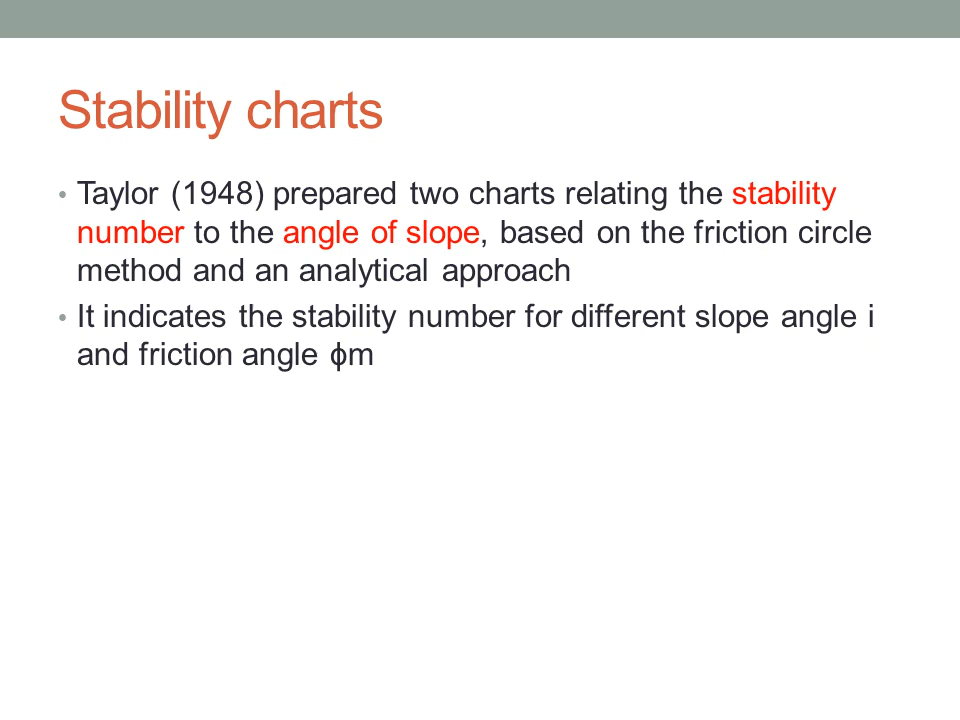 Stability charts
• Taylor (1948) prepared two charts relating the stability
number to the angle of slope, based on the friction circle
method and an analytical approach
• It indicates the stability number for different slope angle i
and friction angle ϕm